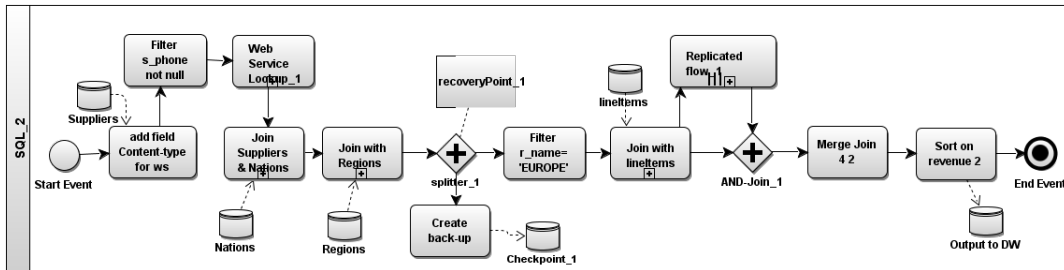 SQL_2
Start Event
Suppliers
add field
Content-type
for ws
Filter
s_phone
not null
Web
Service
Lookup_1
Join
Suppliers
& Nations
Nations
Join with
Regions
Regions
recoveryPoint_1
splitter_1
Create
back-up
Checkpoint_1
Filter
r_name=
'EUROPE'
lineItems
Join with
lineItems
Replicated
flow_1
AND-Join_1
Merge Join
4 2
Sort on
revenue 2
Output to DW
End Event